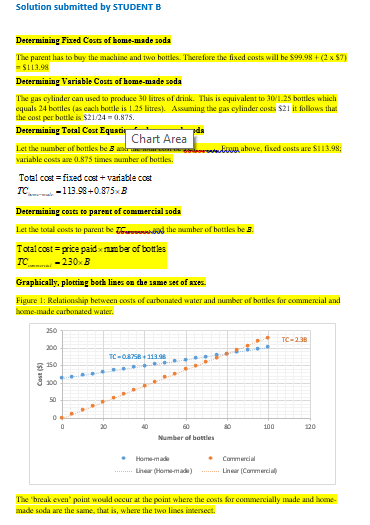 Solution submitted by STUDENT B
Determining Fixed Costs of home-made soda
The parent has to buy the machine and two bottles. Therefore the fixed costs will be $99.98 + (2 x $7)
= $113.98
Determining Variable Costs of home-made soda
The gas cylinder can used to produce 30 litres of drink. This is equivalent to 30/1.25 bottles which
equals 24 bottles (as each bottle is 1.25 litres). Assuming the gas cylinder costs $21 it follows that
the cost per bottle is $21/24 = 0.875.
Determining Total Cost Equation
Chart Area
Let the number of bottles be B and From above, fixed costs are $113.98;
variable costs are 0.875 times number of bottles.
Total cost = fixed cost + variable cost
TC home-made = 113.98 + 0.875 × B
Determining costs to parent of commercial soda
Let the total costs to parent be and the number of bottles be B.
Total cost = price paid × number of bottles
TC commercial = 2.30 × B
Graphically, plotting both lines on the same set of axes.
Figure 1: Relationship between costs of carbonated water and number of bottles for commercial and
home-made carbonated water.
250
200
150
100
50
0
Cost ($)
TC = 0.875B + 113.98
TC = 2.3B
0 20 40 60 80 100 120
Number of bottles
Home-made Commercial
Linear (Home-made) Linear (Commercial)
The 'break even' point would occur at the point where the costs for commercially made and home-
made soda are the same, that is, where the two lines intersect.